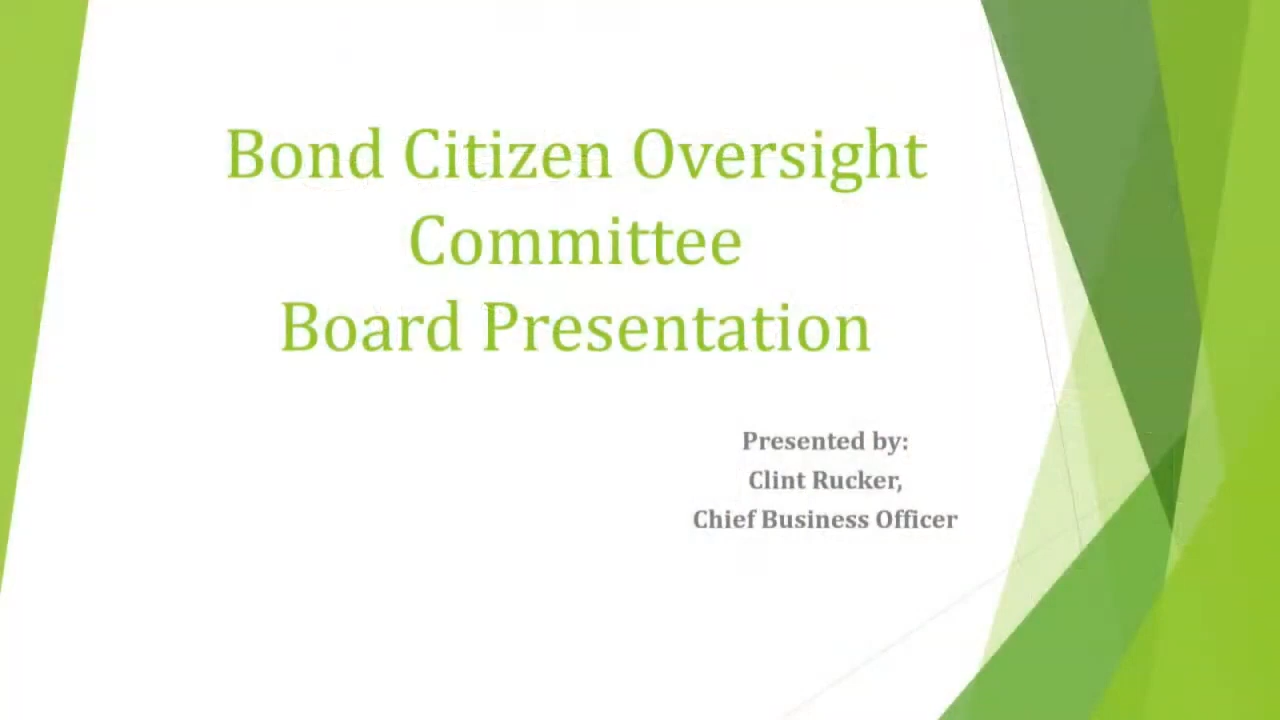 Bond Citizen Oversight
Committee
Board Presentation
Presented by:
Clint Rucker,
Chief Business Officer